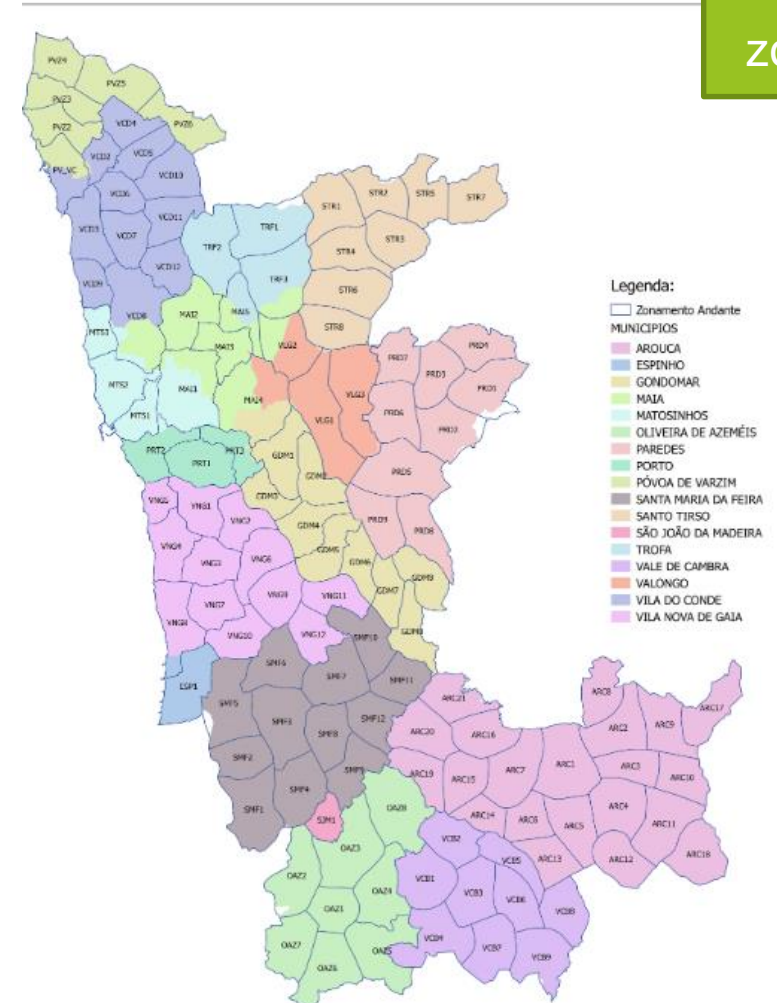 ZO
PVZ4
PVZ5
PVZ3
PVZ2
PVZ6
VCD4
PV_VC
VCD2
VCD5
VCD10
VCD6
VCD3
VCD7
VCD11
VCD12
VCD9
VCD8
STR1
STR2
STR5
STR7
TRF2
TRF1
STR3
STR4
TRF3
STR6
MTS3
MAI2
MAI5
STR8
MAI3
VLG2
PRD7
PRD4
PRD3
MTS2
MAI1
PRD1
VLG3
MAI4
MTS1
VLG1
PRD6
PRD2
PRT2
PRT1
PRT3
GDM1
GDM2
PRD5
GDM3
VNG5
VNG1
VNG2
GDM4
PRD9
PRD8
VNG4
VNG3
VNG6
GDM5
GDM6
GDM7
GDM9
VNG7
VNG9
VNG11
VNG8
VNG10
VNG12
GDM8
SMF10
ESP1
SMF6
SMF7
SMF11
SMF5
SMF3
SMF8
SMF12
SMF2
SMF9
SMF1
SMF4
SJM1
ARC21
ARC8
ARC17
ARC20
ARC16
ARC2
ARC9
ARC19
ARC15
ARC7
ARC1
ARC3
ARC10
ARC14
ARC6
ARC5
ARC4
ARC11
ARC13
ARC12
ARC18
OAZ8
OAZ3
OAZ2
OAZ4
OAZ1
OAZ7
OAZ5
OAZ6
VCB2
VCB5
VCB1
VCB3
VCB6
VCB8
VCB4
VCB7
VCB9
Legenda:
Zonamento Andante
MUNICIPIOS
AROUCA
ESPINHO
GONDOMAR
MAIA
MATOSINHOS
OLIVEIRA DE AZEMÉIS
PAREDES
PORTO
PÓVOA DE VARZIM
SANTA MARIA DA FEIRA
SANTO TIRSO
SÃO JOÃO DA MADEIRA
TROFA
VALE DE CAMBRA
VALONGO
VILA DO CONDE
VILA NOVA DE GAIA